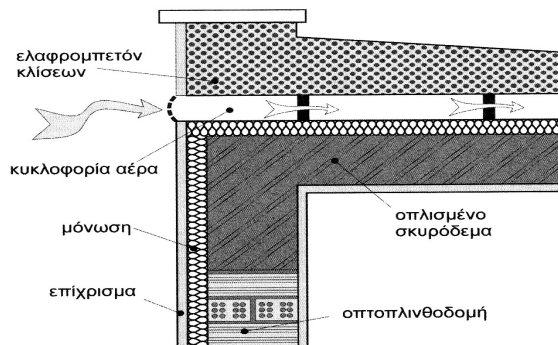 ελαφρομπετόν
κλίσεων
κυκλοφορία αέρα
μόνωση
επίχρισμα
οπλισμένο
σκυρόδεμα
οπτοπλινθοδομή